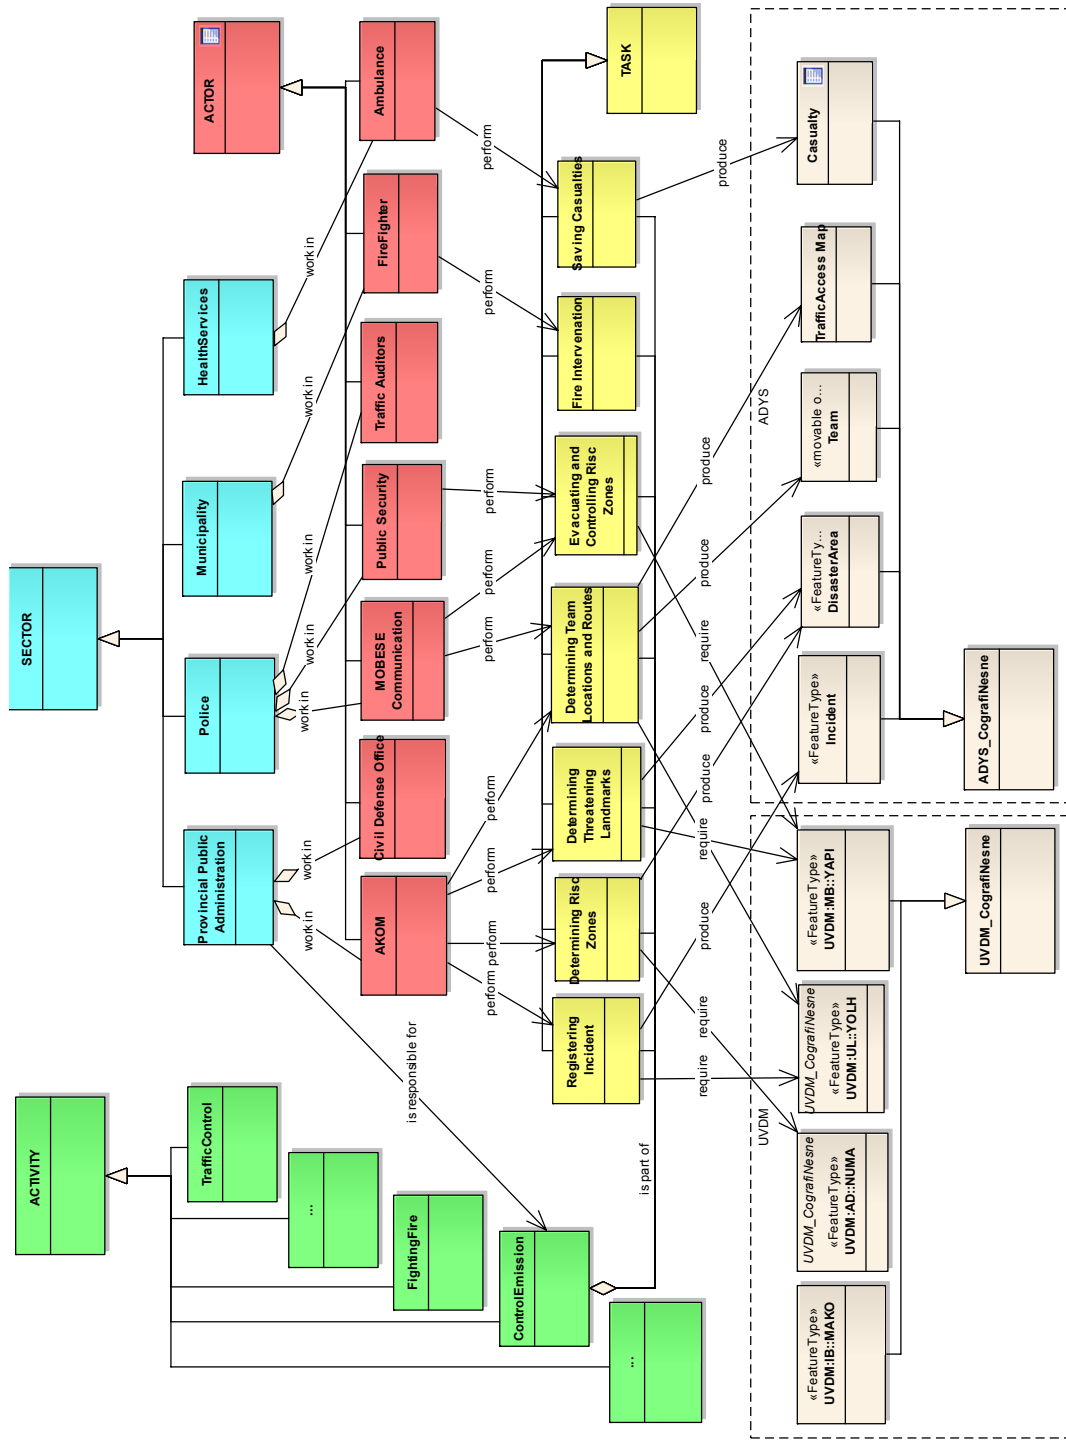 ACTIVITY
SECTOR
TrafficControl
Provincial Public
Administration
Police
Municipality
HealthServices
ACTOR
...
work in
work in
work in
work in
work in
work in
work in
FightingFire
is responsible for
AKOM
Civil Defense Office
MOBESE
Communication
Public Security
Traffic Auditors
FireFighter
Ambulance
perform
perform
perform
perform
perform
perform
perform
perform
perform
ControlEmission
Registering
Incident
Determining Risc
Zones
Determining
Threatening
Landmarks
Determining Team
Locations and Routes
Evacuating and
Controlling Risc
Zones
Fire Intervenation
Saving Casualties
TASK
...
is part of
require
require
produce
require
produce
produce
require
produce
produce
produce
UVDM
ADYS
«FeatureType»
UVDM:IB::MAKO
UVDM_CografiNesne
«FeatureType»
UVDM:AD::NUMA
UVDM_CografiNesne
«FeatureType»
UVDM:UL::YOLH
«FeatureType»
UVDM:MB::YAPI
«FeatureType»
Incident
«FeatureTy...
DisasterArea
«movable o...
Team
TrafficAccess Map
Casualty
UVDM_CografiNesne
ADYS_CografiNesne